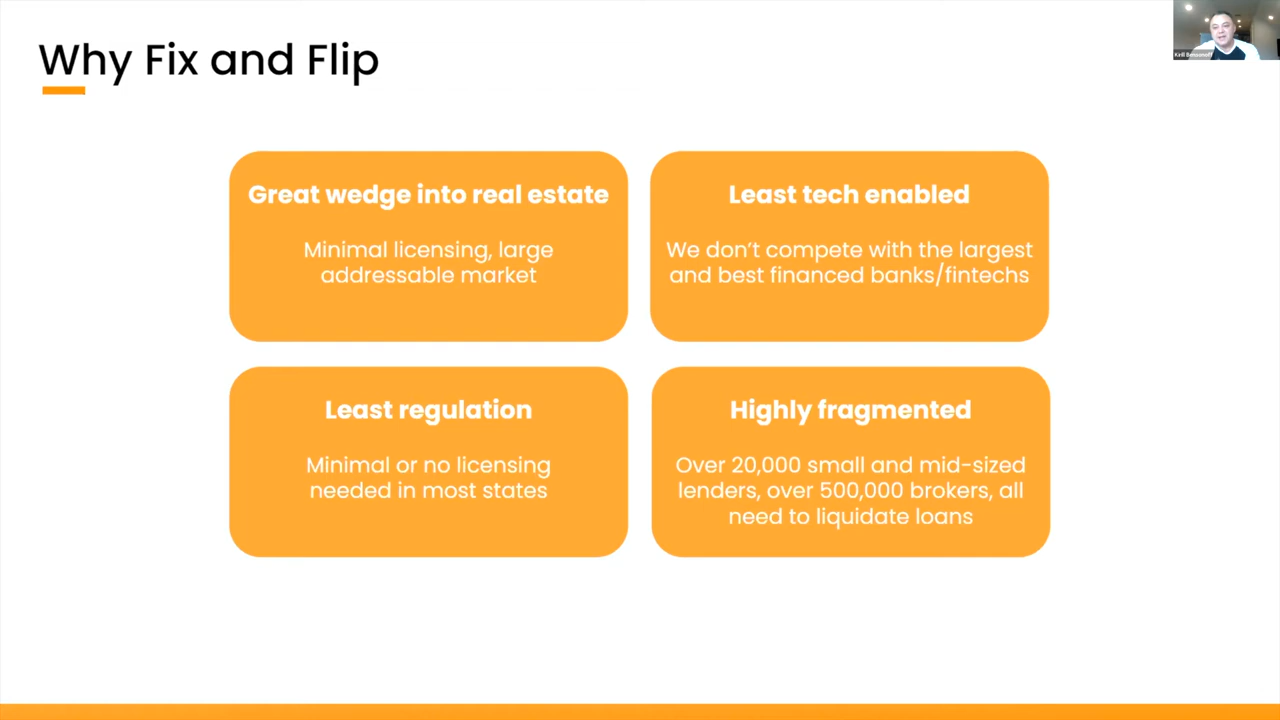 Why Fix and Flip
Kirill Bensonoff
Great wedge into real estate
Minimal licensing, large
addressable market
Least tech enabled
We don’t compete with the largest
and best financed banks/fintechs
Least regulation
Minimal or no licensing
needed in most states
Highly fragmented
Over 20,000 small and mid-sized
lenders, over 500,000 brokers, all
need to liquidate loans